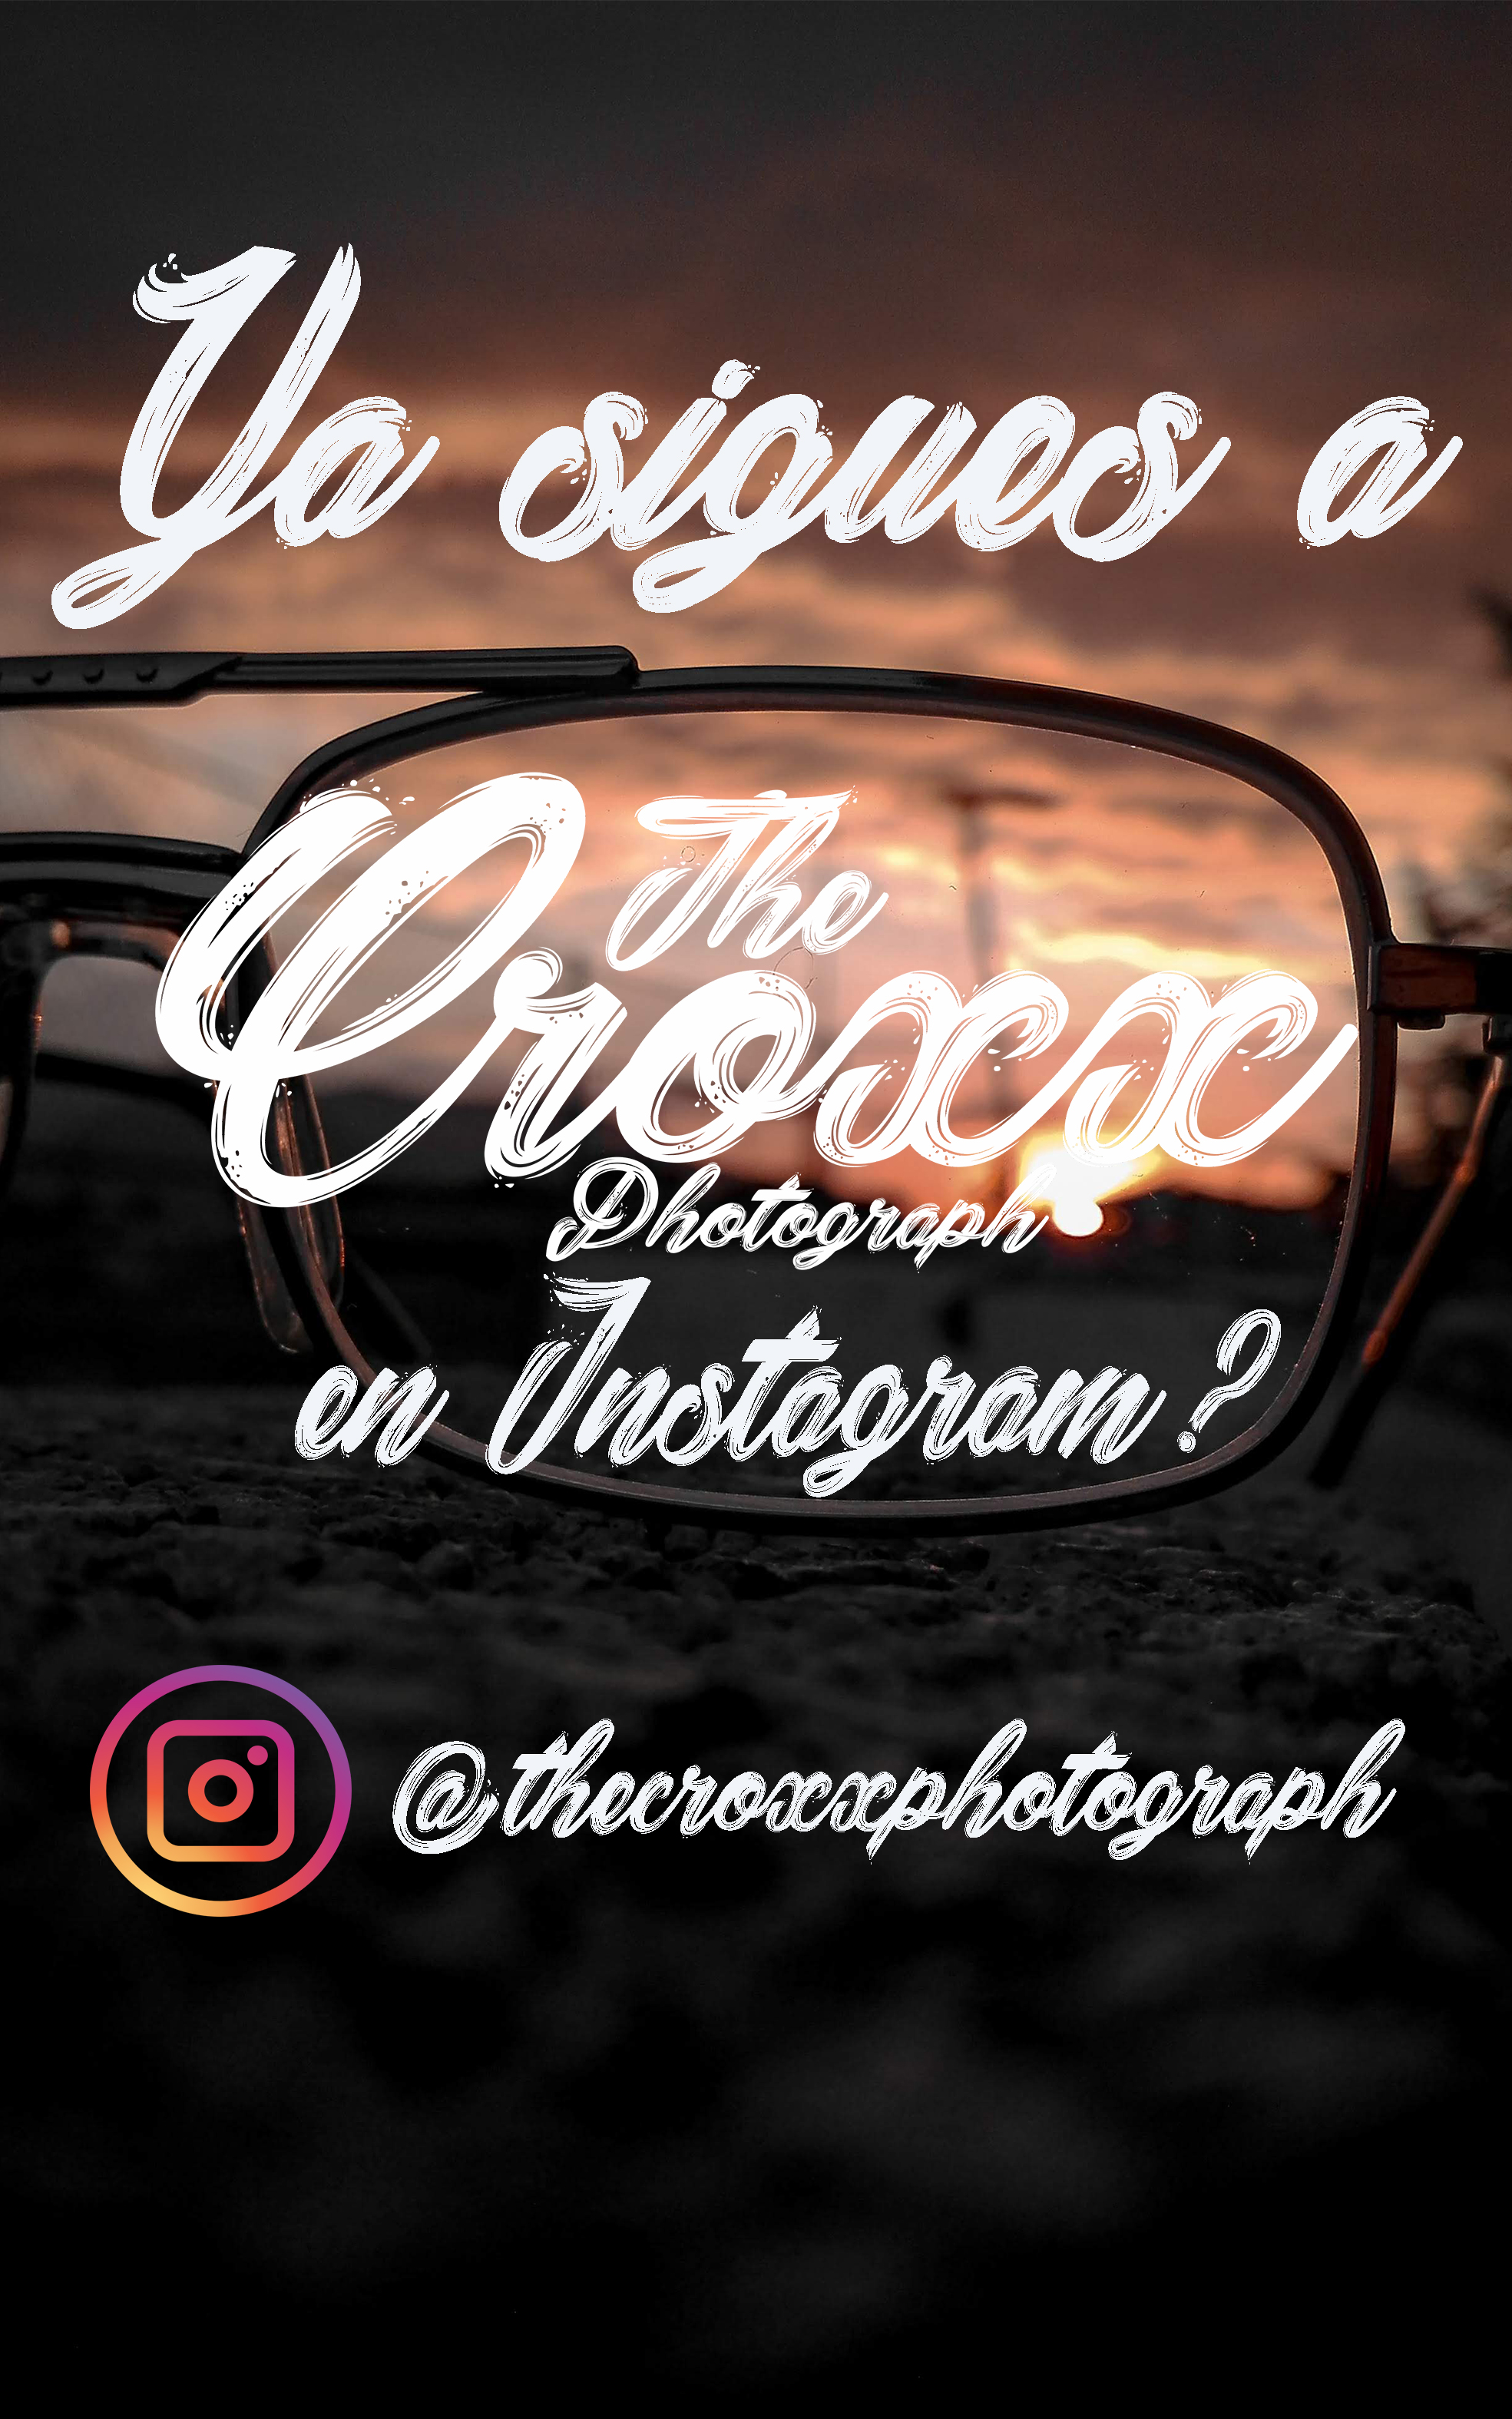 Ya sigues a
The
Croxx
Photograph
en Instagram?
@thecroxxphotograph